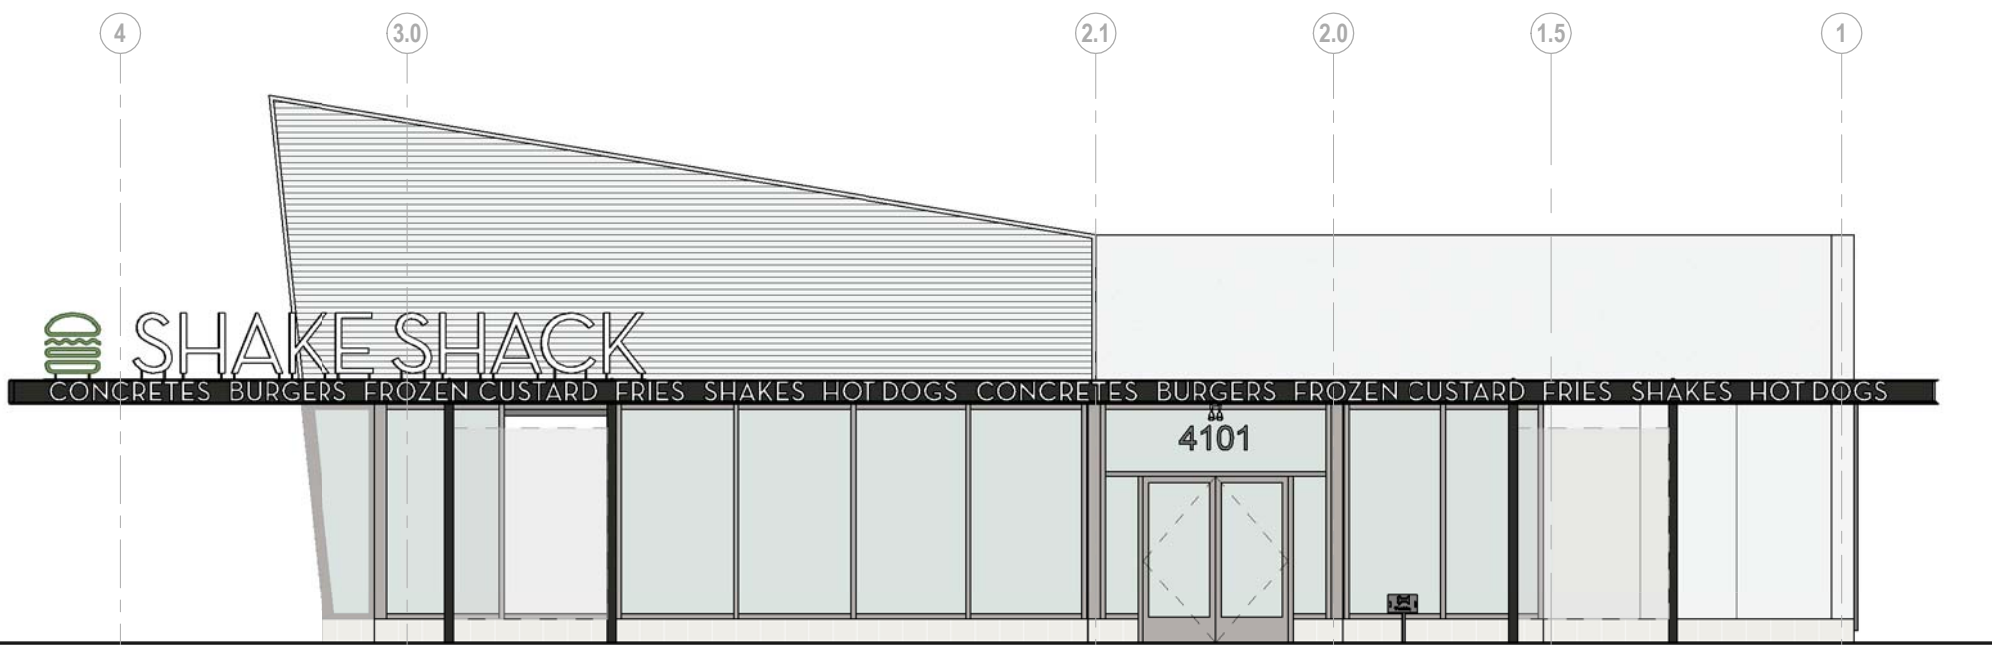 4 3.0 2.1 2.0 1.5 1
SHAKE SHACK
CONCRETES BURGERS FROZEN CUSTARD FRIES SHAKES HOT DOGS CONCRETES BURGERS FROZEN CUSTARD FRIES SHAKES HOT DOGS
4101